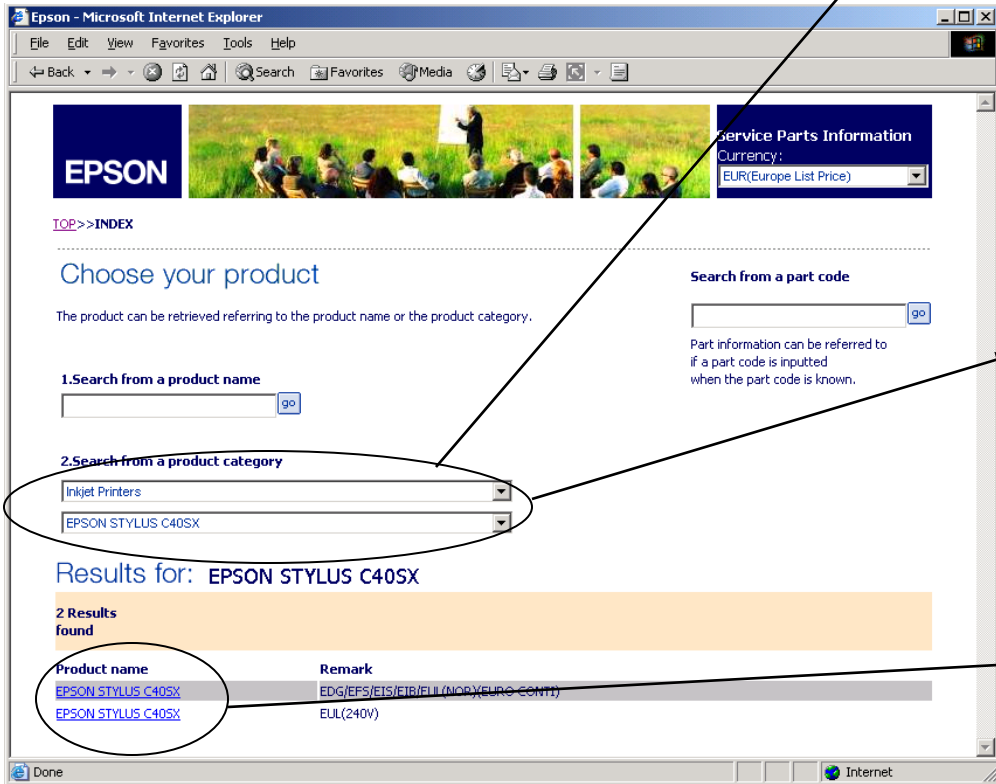 Epson - Microsoft Internet Explorer
File Edit View Favorites Tools Help
Back Search Favorites Media
EPSON
Service Parts Information
Currency:
EUR(Europe List Price)
TOP>>INDEX
Choose your product
The product can be retrieved referring to the product name or the product category.
Search from a part code
go
Part information can be referred to
if a part code is inputted
when the part code is known.
1.Search from a product name
go
2.Search from a product category
Inkjet Printers
EPSON STYLUS C40SX
Results for: EPSON STYLUS C40SX
2 Results
found
Product name Remark
EPSON STYLUS C40SX EDG/EFS/EIS/EIB/EUL(NOR)(EURO CONTI)
EPSON STYLUS C40SX EUL(240V)
Done Internet